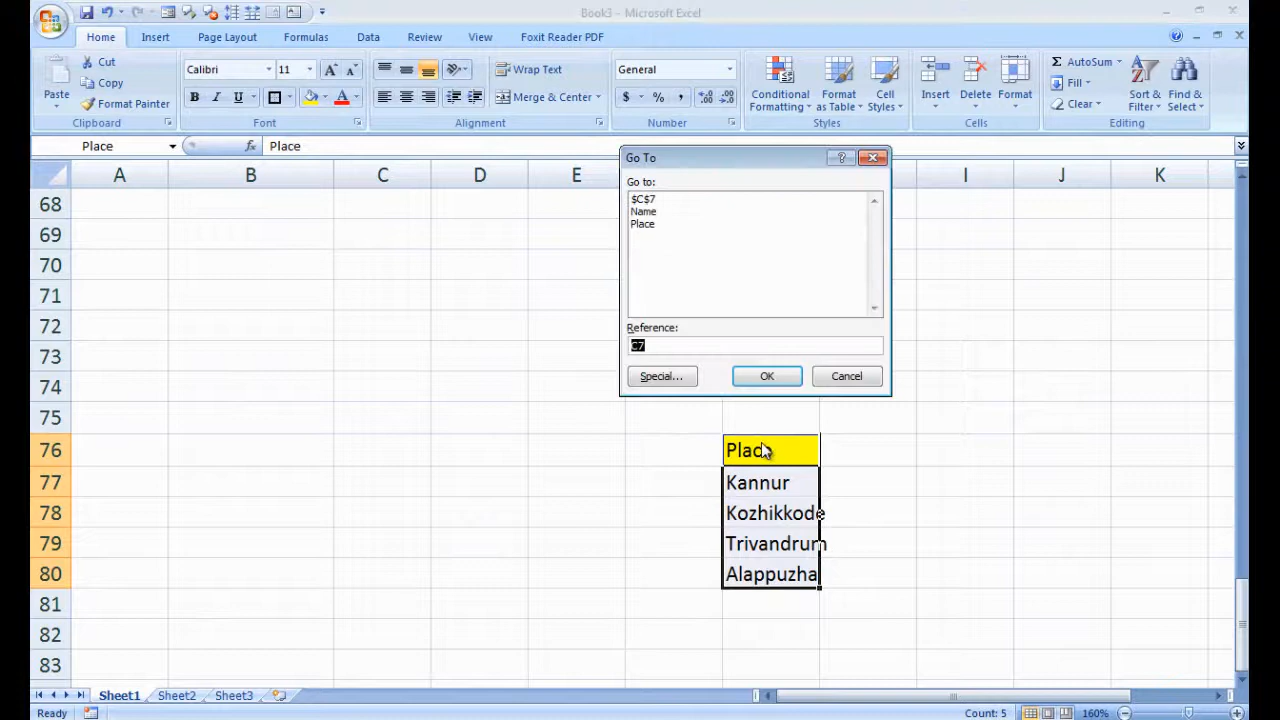 Book3 - Microsoft Excel
Home Insert Page Layout Formulas Data Review View Foxit Reader PDF
Paste
Cut
Copy
Format Painter
Clipboard
Calibri 11
B I U
Font
Wrap Text
Merge & Center
Alignment
General
$ % ,
Number
Conditional Formatting
Format as Table
Cell Styles
Styles
Insert Delete Format
Cells
Σ AutoSum
Fill
Clear
Sort & Filter
Find & Select
Editing
Place fx Place
A B C D E I J K
68
69
70
71
72
73
74
75
76 Place
77 Kannur
78 Kozhikkode
79 Trivandrum
80 Alappuzha
81
82
83
Go To
Go to:
$C$7
Name
Place
Reference:
C7
Special... OK Cancel
Sheet1 Sheet2 Sheet3
Ready Count: 5 160%